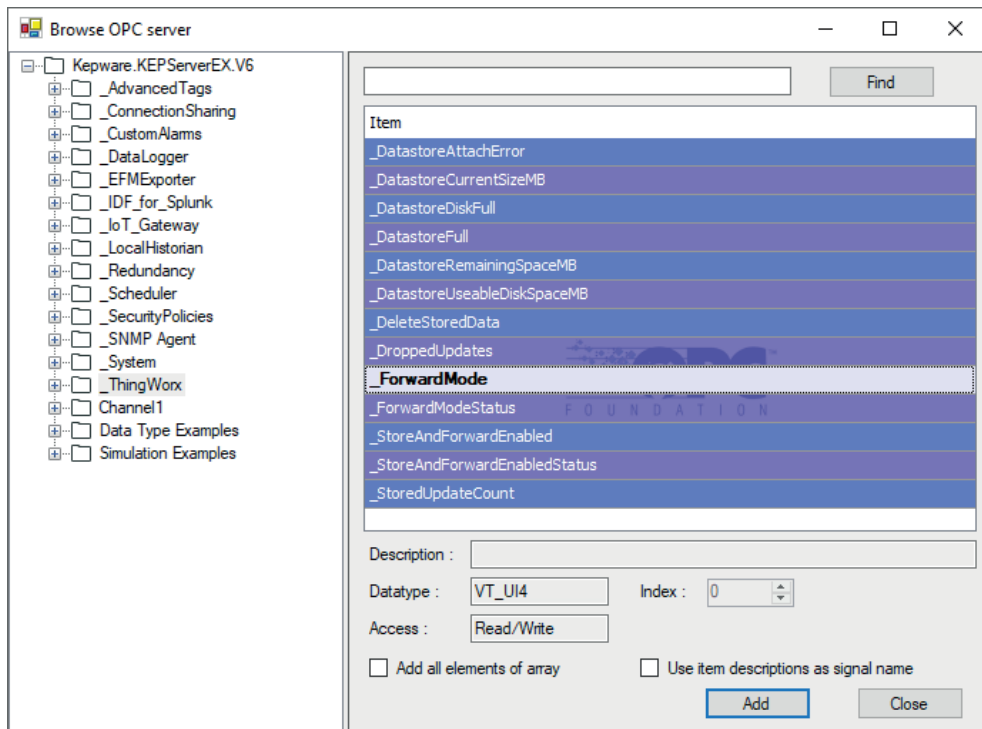 Browse OPC server
Kepware.KEPServerEX.V6
_AdvancedTags
_ConnectionSharing
_CustomAlarms
_DataLogger
_EFMExporter
_IDF_for_Splunk
_IoT_Gateway
_LocalHistorian
_Redundancy
_Scheduler
_SecurityPolicies
_SNMP Agent
_System
_ThingWorx
Channel1
Data Type Examples
Simulation Examples
Find
Item
_DatastoreAttachError
_DatastoreCurrentSizeMB
_DatastoreDiskFull
_DatastoreFull
_DatastoreRemainingSpaceMB
_DatastoreUseableDiskSpaceMB
_DeleteStoredData
_DroppedUpdates
_ForwardMode
_ForwardModeStatus
_StoreAndForwardEnabled
_StoreAndForwardEnabledStatus
_StoredUpdateCount
OPC
FOUNDATION
Description :
Datatype : VT_UI4 Index : 0
Access : Read/Write
Add all elements of array Use item descriptions as signal name
Add Close